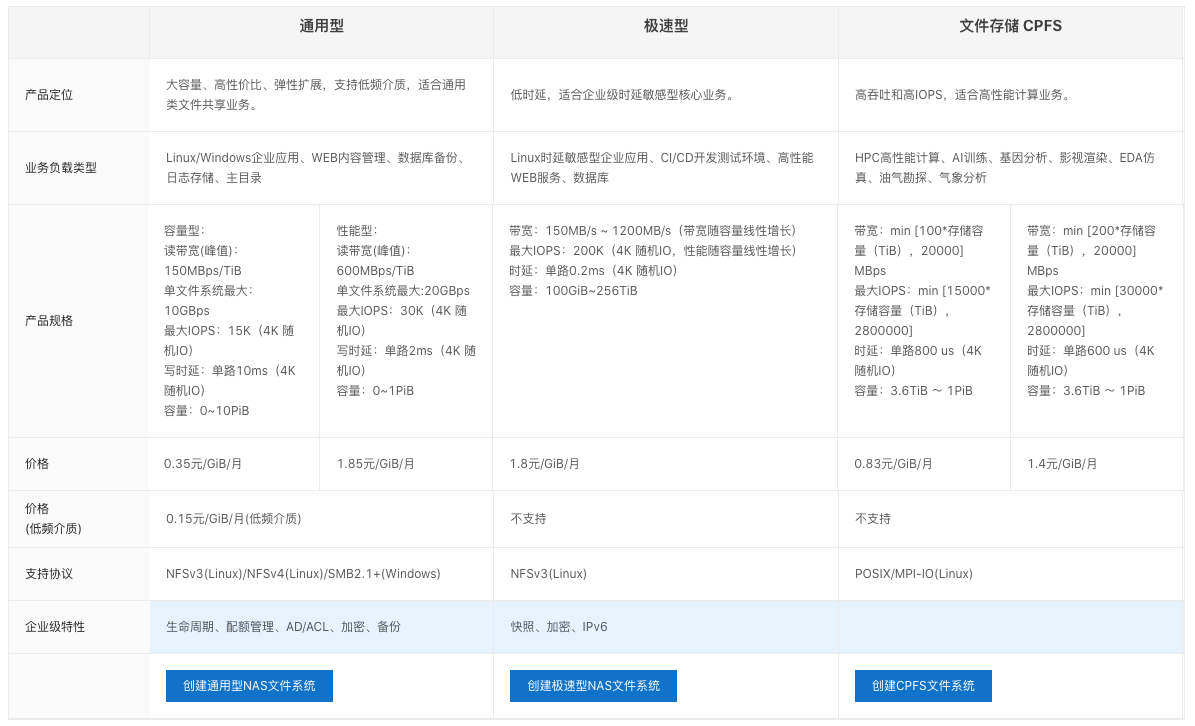 通用型
极速型
文件存储 CPFS
产品定位
大容量、高性价比、弹性扩展，支持低频介质，适合通用
类文件共享业务。
低时延，适合企业级时延敏感型核心业务。
高吞吐和高IOPS，适合高性能计算业务。
业务负载类型
Linux/Windows企业应用、WEB内容管理、数据库备份、
日志存储、主目录
Linux时延敏感型企业应用、CI/CD开发测试环境、高性能
WEB服务、数据库
HPC高性能计算、AI训练、基因分析、影视渲染、EDA仿
真、油气勘探、气象分析
产品规格
容量型：
读带宽(峰值)：
150MBps/TiB
单文件系统最大：
10GBps
最大IOPS：15K（4K 随
机IO）
写时延：单路10ms（4K
随机IO）
容量：0~10PiB
性能型：
读带宽(峰值)：
600MBps/TiB
单文件系统最大:20GBps
最大IOPS：30K（4K 随
机IO）
写时延：单路2ms（4K 随
机IO）
容量：0~1PiB
带宽：150MB/s ~ 1200MB/s（带宽随容量线性增长）
最大IOPS：200K（4K 随机IO，性能随容量线性增长）
时延：单路0.2ms（4K 随机IO）
容量：100GiB~256TiB
带宽：min [100*存储容
量（TiB），20000]
MBps
最大IOPS：min [15000*
存储容量（TiB），
2800000]
时延：单路800 us（4K
随机IO）
容量：3.6TiB ～ 1PiB
带宽：min [200*存储容
量（TiB），20000]
MBps
最大IOPS：min [30000*
存储容量（TiB），
2800000]
时延：单路600 us（4K
随机IO）
容量：3.6TiB ～ 1PiB
价格
0.35元/GiB/月
1.85元/GiB/月
1.8元/GiB/月
0.83元/GiB/月
1.4元/GiB/月
价格
(低频介质)
0.15元/GiB/月(低频介质)
不支持
不支持
支持协议
NFSv3(Linux)/NFSv4(Linux)/SMB2.1+(Windows)
NFSv3(Linux)
POSIX/MPI-IO(Linux)
企业级特性
生命周期、配额管理、AD/ACL、加密、备份
快照、加密、IPv6
创建通用型NAS文件系统
创建极速型NAS文件系统
创建CPFS文件系统